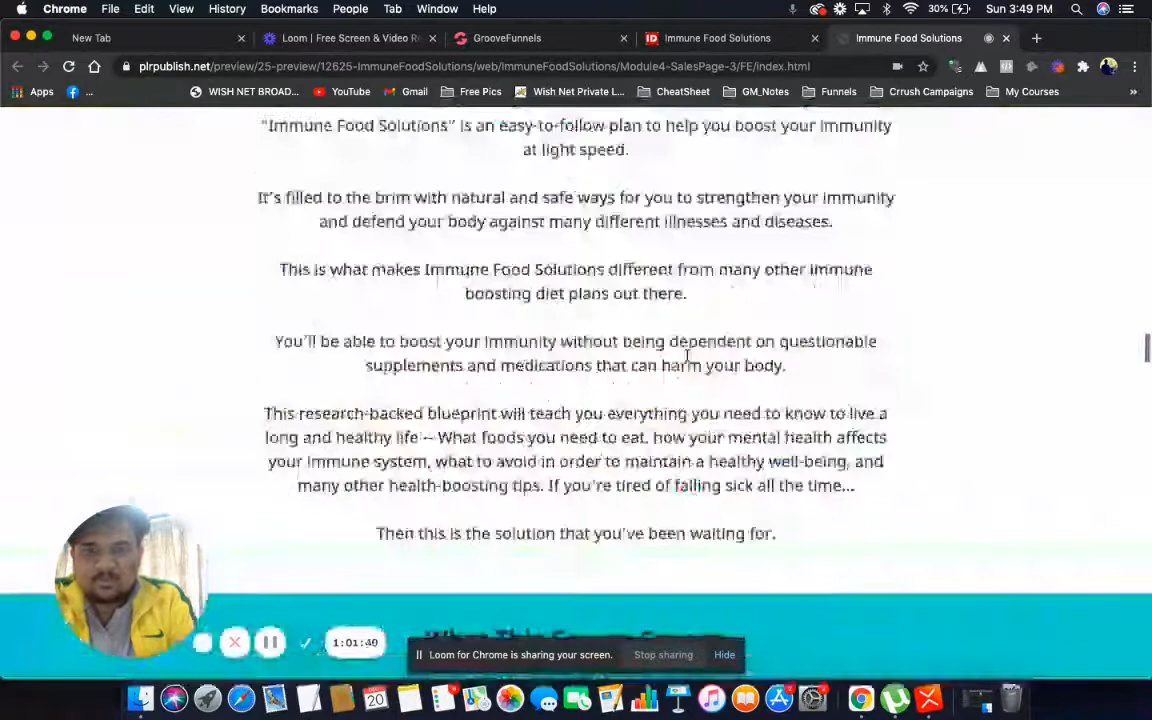 Chrome File Edit View History Bookmarks People Tab Window Help 30% Sun 3:49 PM
New Tab Loom | Free Screen & Video R GrooveFunnels Immune Food Solutions Immune Food Solutions
plrpublish.net/preview/25-preview/12625-ImmuneFoodSolutions/web/ImmuneFoodSolutions/Module4-SalesPage-3/FE/index.html
Apps ... WISH NET BROAD... YouTube Gmail Free Pics Wish Net Private L... CheatSheet GM_Notes Funnels Crrush Campaigns My Courses »
"Immune Food Solutions" is an easy-to-follow plan to help you boost your immunity
at light speed.
It's filled to the brim with natural and safe ways for you to strengthen your immunity
and defend your body against many different illnesses and diseases.
This is what makes Immune Food Solutions different from many other immune
boosting diet plans out there.
You'll be able to boost your immunity without being dependent on questionable
supplements and medications that can harm your body.
This research-backed blueprint will teach you everything you need to know to live a
long and healthy life -- What foods you need to eat, how your mental health affects
your immune system, what to avoid in order to maintain a healthy well-being, and
many other health-boosting tips. If you're tired of falling sick all the time...
Then this is the solution that you've been waiting for.
1:01:49
Loom for Chrome is sharing your screen. Stop sharing Hide
20